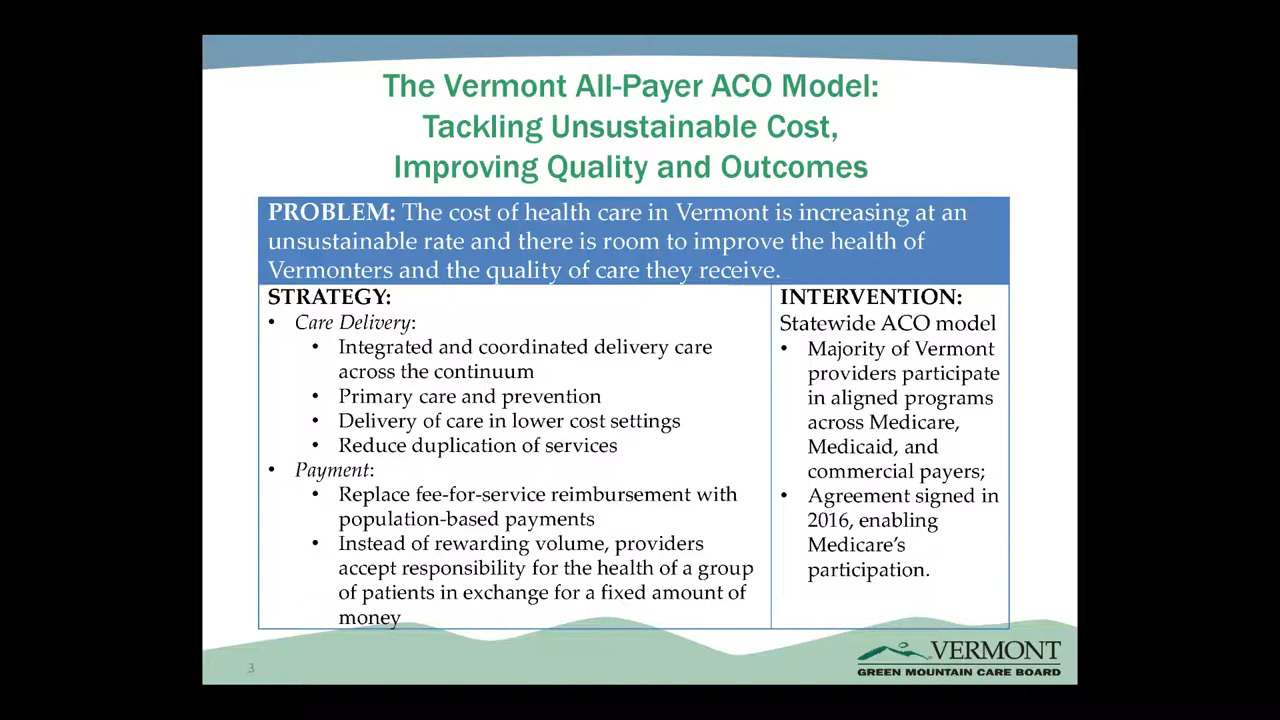 The Vermont All-Payer ACO Model:
Tackling Unsustainable Cost,
Improving Quality and Outcomes
PROBLEM: The cost of health care in Vermont is increasing at an
unsustainable rate and there is room to improve the health of
Vermonters and the quality of care they receive.
STRATEGY:
• Care Delivery:
• Integrated and coordinated delivery care
across the continuum
• Primary care and prevention
• Delivery of care in lower cost settings
• Reduce duplication of services
• Payment:
• Replace fee-for-service reimbursement with
population-based payments
• Instead of rewarding volume, providers
accept responsibility for the health of a group
of patients in exchange for a fixed amount of
money
INTERVENTION:
Statewide ACO model
• Majority of Vermont
providers participate
in aligned programs
across Medicare,
Medicaid, and
commercial payers;
• Agreement signed in
2016, enabling
Medicare's
participation.
3
VERMONT
GREEN MOUNTAIN CARE BOARD